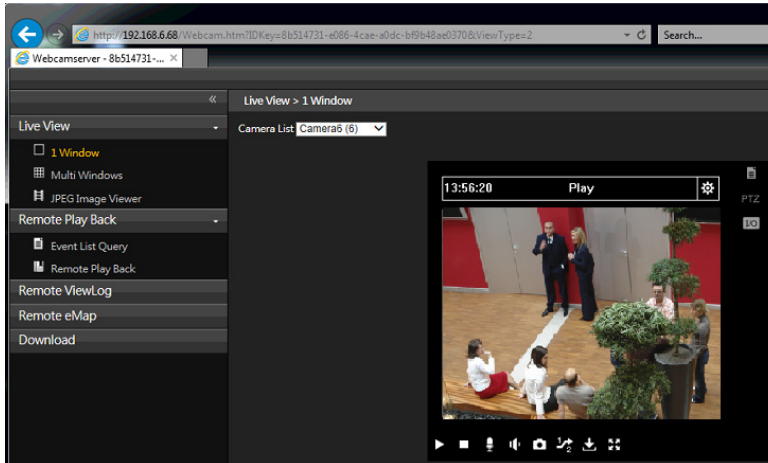 http://192.168.6.68/Webcam.htm?IDKey=8b514731-e086-4cae-a0dc-bf9b48ae0370&ViewType=2
Search...
Webcamserver - 8b514731-... ×
«
Live View > 1 Window
Live View
Camera List Camera6 (6)
1 Window
Multi Windows
JPEG Image Viewer
Remote Play Back
Event List Query
Remote Play Back
Remote ViewLog
Remote eMap
Download
13:56:20 Play
PTZ
I/O